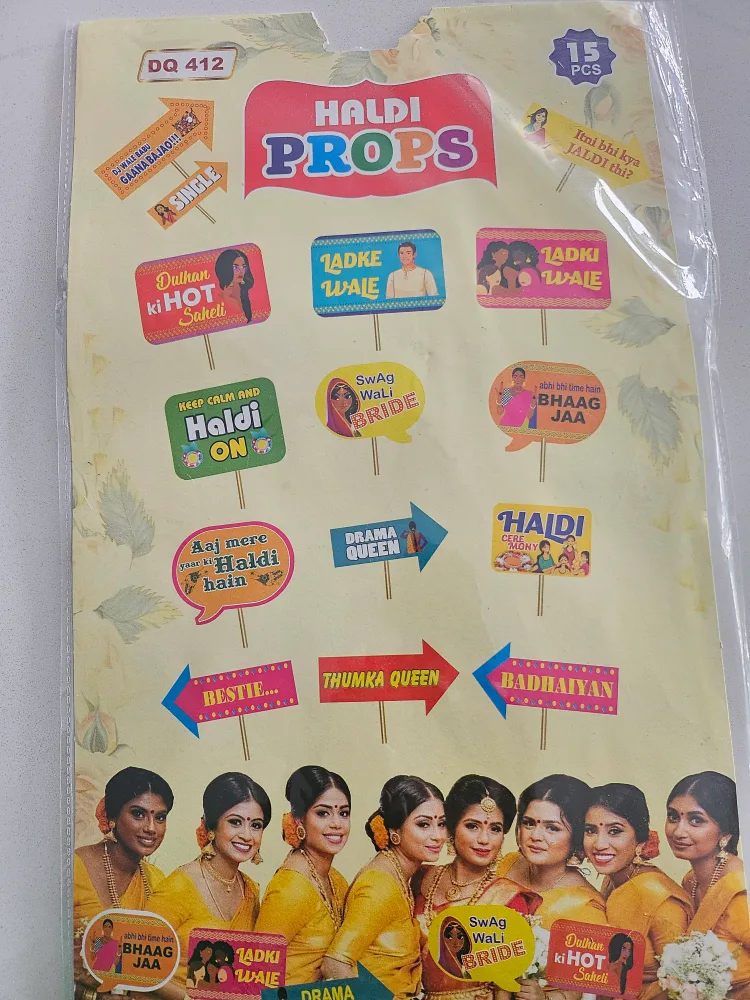 DQ 412
15
PCS
HALDI
PROPS
DJ WALE BABU
GAANA BAJAO!!!
SINGLE
Itni bhi kya
JALDI thi?
Dulhan
ki HOT
Saheli
LADKE
WALE
LADKI
WALE
KEEP CALM AND
Haldi
ON
SwAg
WaLi
BRIDE
abhi bhi time hain
BHAAG
JAA
Aaj mere
yaar ki Haldi
hain
DRAMA
QUEEN
HALDI
CERE
MONY
BESTIE...
THUMKA QUEEN
BADHAIYAN
abhi bhi time hain
BHAAG
JAA
LADKI
WALE
DRAMA
SwAg
WaLi
BRIDE
Dulhan
ki HOT
Saheli